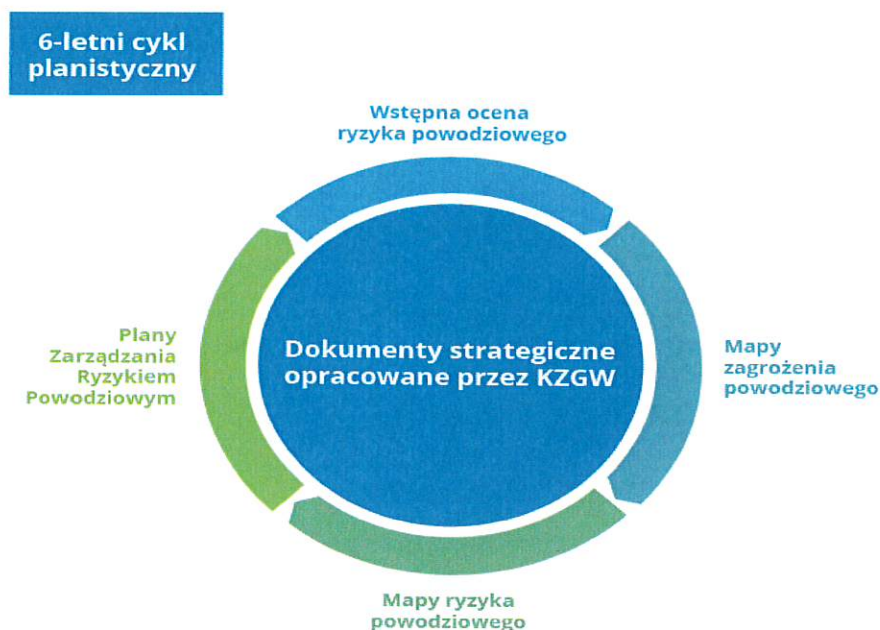 6-letni cykl
planistyczny
Wstępna ocena
ryzyka powodziowego
Plany
Zarządzania
Ryzykiem
Powodziowym
Dokumenty strategiczne
opracowane przez KZGW
Mapy
zagrożenia
powodziowego
Mapy ryzyka
powodziowego